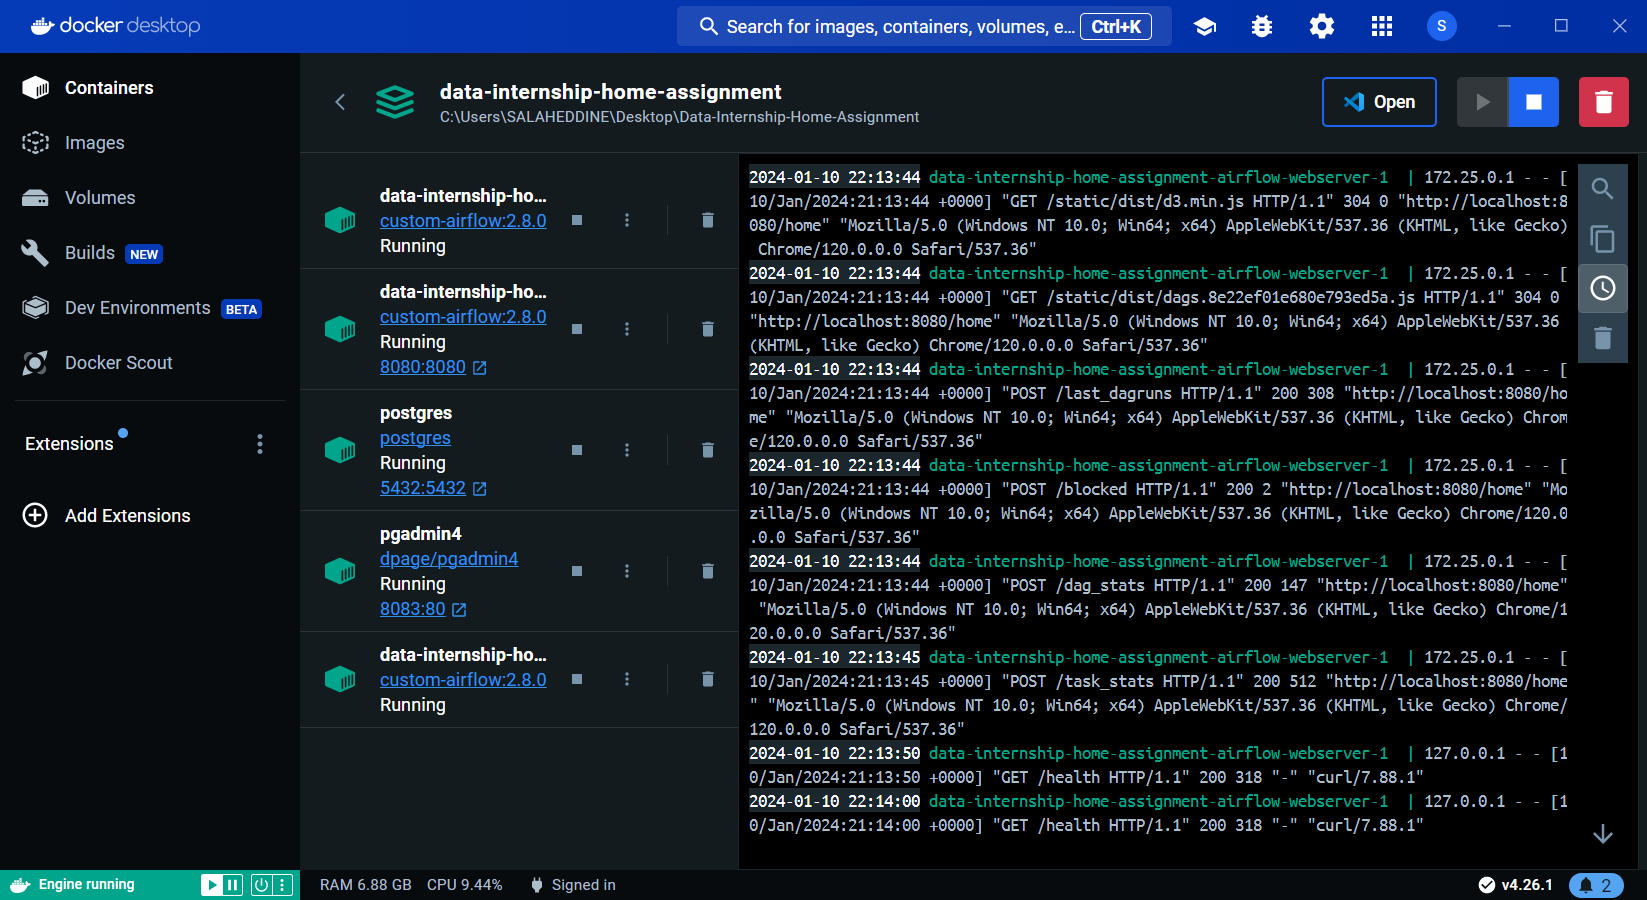 docker desktop
Search for images, containers, volumes, e... Ctrl+K
S
Containers
Images
Volumes
Builds NEW
Dev Environments BETA
Docker Scout
Extensions
Add Extensions
data-internship-home-assignment
C:\Users\SALAHEDDINE\Desktop\Data-Internship-Home-Assignment
Open
data-internship-ho...
custom-airflow:2.8.0
Running
data-internship-ho...
custom-airflow:2.8.0
Running
8080:8080
postgres
postgres
Running
5432:5432
pgadmin4
dpage/pgadmin4
Running
8083:80
data-internship-ho...
custom-airflow:2.8.0
Running
2024-01-10 22:13:44 data-internship-home-assignment-airflow-webserver-1  | 172.25.0.1 - - [
10/Jan/2024:21:13:44 +0000] "GET /static/dist/d3.min.js HTTP/1.1" 304 0 "http://localhost:8
080/home" "Mozilla/5.0 (Windows NT 10.0; Win64; x64) AppleWebKit/537.36 (KHTML, like Gecko)
 Chrome/120.0.0.0 Safari/537.36"
2024-01-10 22:13:44 data-internship-home-assignment-airflow-webserver-1  | 172.25.0.1 - - [
10/Jan/2024:21:13:44 +0000] "GET /static/dist/dags.8e22ef01e680e793ed5a.js HTTP/1.1" 304 0
"http://localhost:8080/home" "Mozilla/5.0 (Windows NT 10.0; Win64; x64) AppleWebKit/537.36
(KHTML, like Gecko) Chrome/120.0.0.0 Safari/537.36"
2024-01-10 22:13:44 data-internship-home-assignment-airflow-webserver-1  | 172.25.0.1 - - [
10/Jan/2024:21:13:44 +0000] "POST /last_dagruns HTTP/1.1" 200 308 "http://localhost:8080/ho
me" "Mozilla/5.0 (Windows NT 10.0; Win64; x64) AppleWebKit/537.36 (KHTML, like Gecko) Chrom
e/120.0.0.0 Safari/537.36"
2024-01-10 22:13:44 data-internship-home-assignment-airflow-webserver-1  | 172.25.0.1 - - [
10/Jan/2024:21:13:44 +0000] "POST /blocked HTTP/1.1" 200 2 "http://localhost:8080/home" "Mo
zilla/5.0 (Windows NT 10.0; Win64; x64) AppleWebKit/537.36 (KHTML, like Gecko) Chrome/120.0
.0.0 Safari/537.36"
2024-01-10 22:13:44 data-internship-home-assignment-airflow-webserver-1  | 172.25.0.1 - - [
10/Jan/2024:21:13:44 +0000] "POST /dag_stats HTTP/1.1" 200 147 "http://localhost:8080/home"
 "Mozilla/5.0 (Windows NT 10.0; Win64; x64) AppleWebKit/537.36 (KHTML, like Gecko) Chrome/1
20.0.0.0 Safari/537.36"
2024-01-10 22:13:45 data-internship-home-assignment-airflow-webserver-1  | 172.25.0.1 - - [
10/Jan/2024:21:13:45 +0000] "POST /task_stats HTTP/1.1" 200 512 "http://localhost:8080/home
" "Mozilla/5.0 (Windows NT 10.0; Win64; x64) AppleWebKit/537.36 (KHTML, like Gecko) Chrome/
120.0.0.0 Safari/537.36"
2024-01-10 22:13:50 data-internship-home-assignment-airflow-webserver-1  | 127.0.0.1 - - [1
0/Jan/2024:21:13:50 +0000] "GET /health HTTP/1.1" 200 318 "-" "curl/7.88.1"
2024-01-10 22:14:00 data-internship-home-assignment-airflow-webserver-1  | 127.0.0.1 - - [1
0/Jan/2024:21:14:00 +0000] "GET /health HTTP/1.1" 200 318 "-" "curl/7.88.1"
Engine running
RAM 6.88 GB CPU 9.44% Signed in
v4.26.1
2